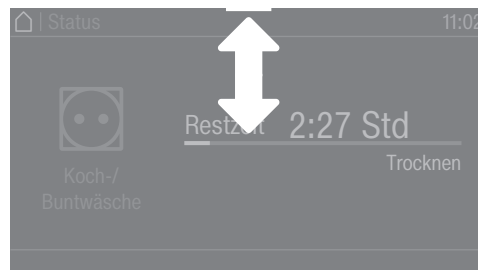 | Status 11:02
Restzeit 2:27 Std
Trocknen
Koch-/
Buntwäsche